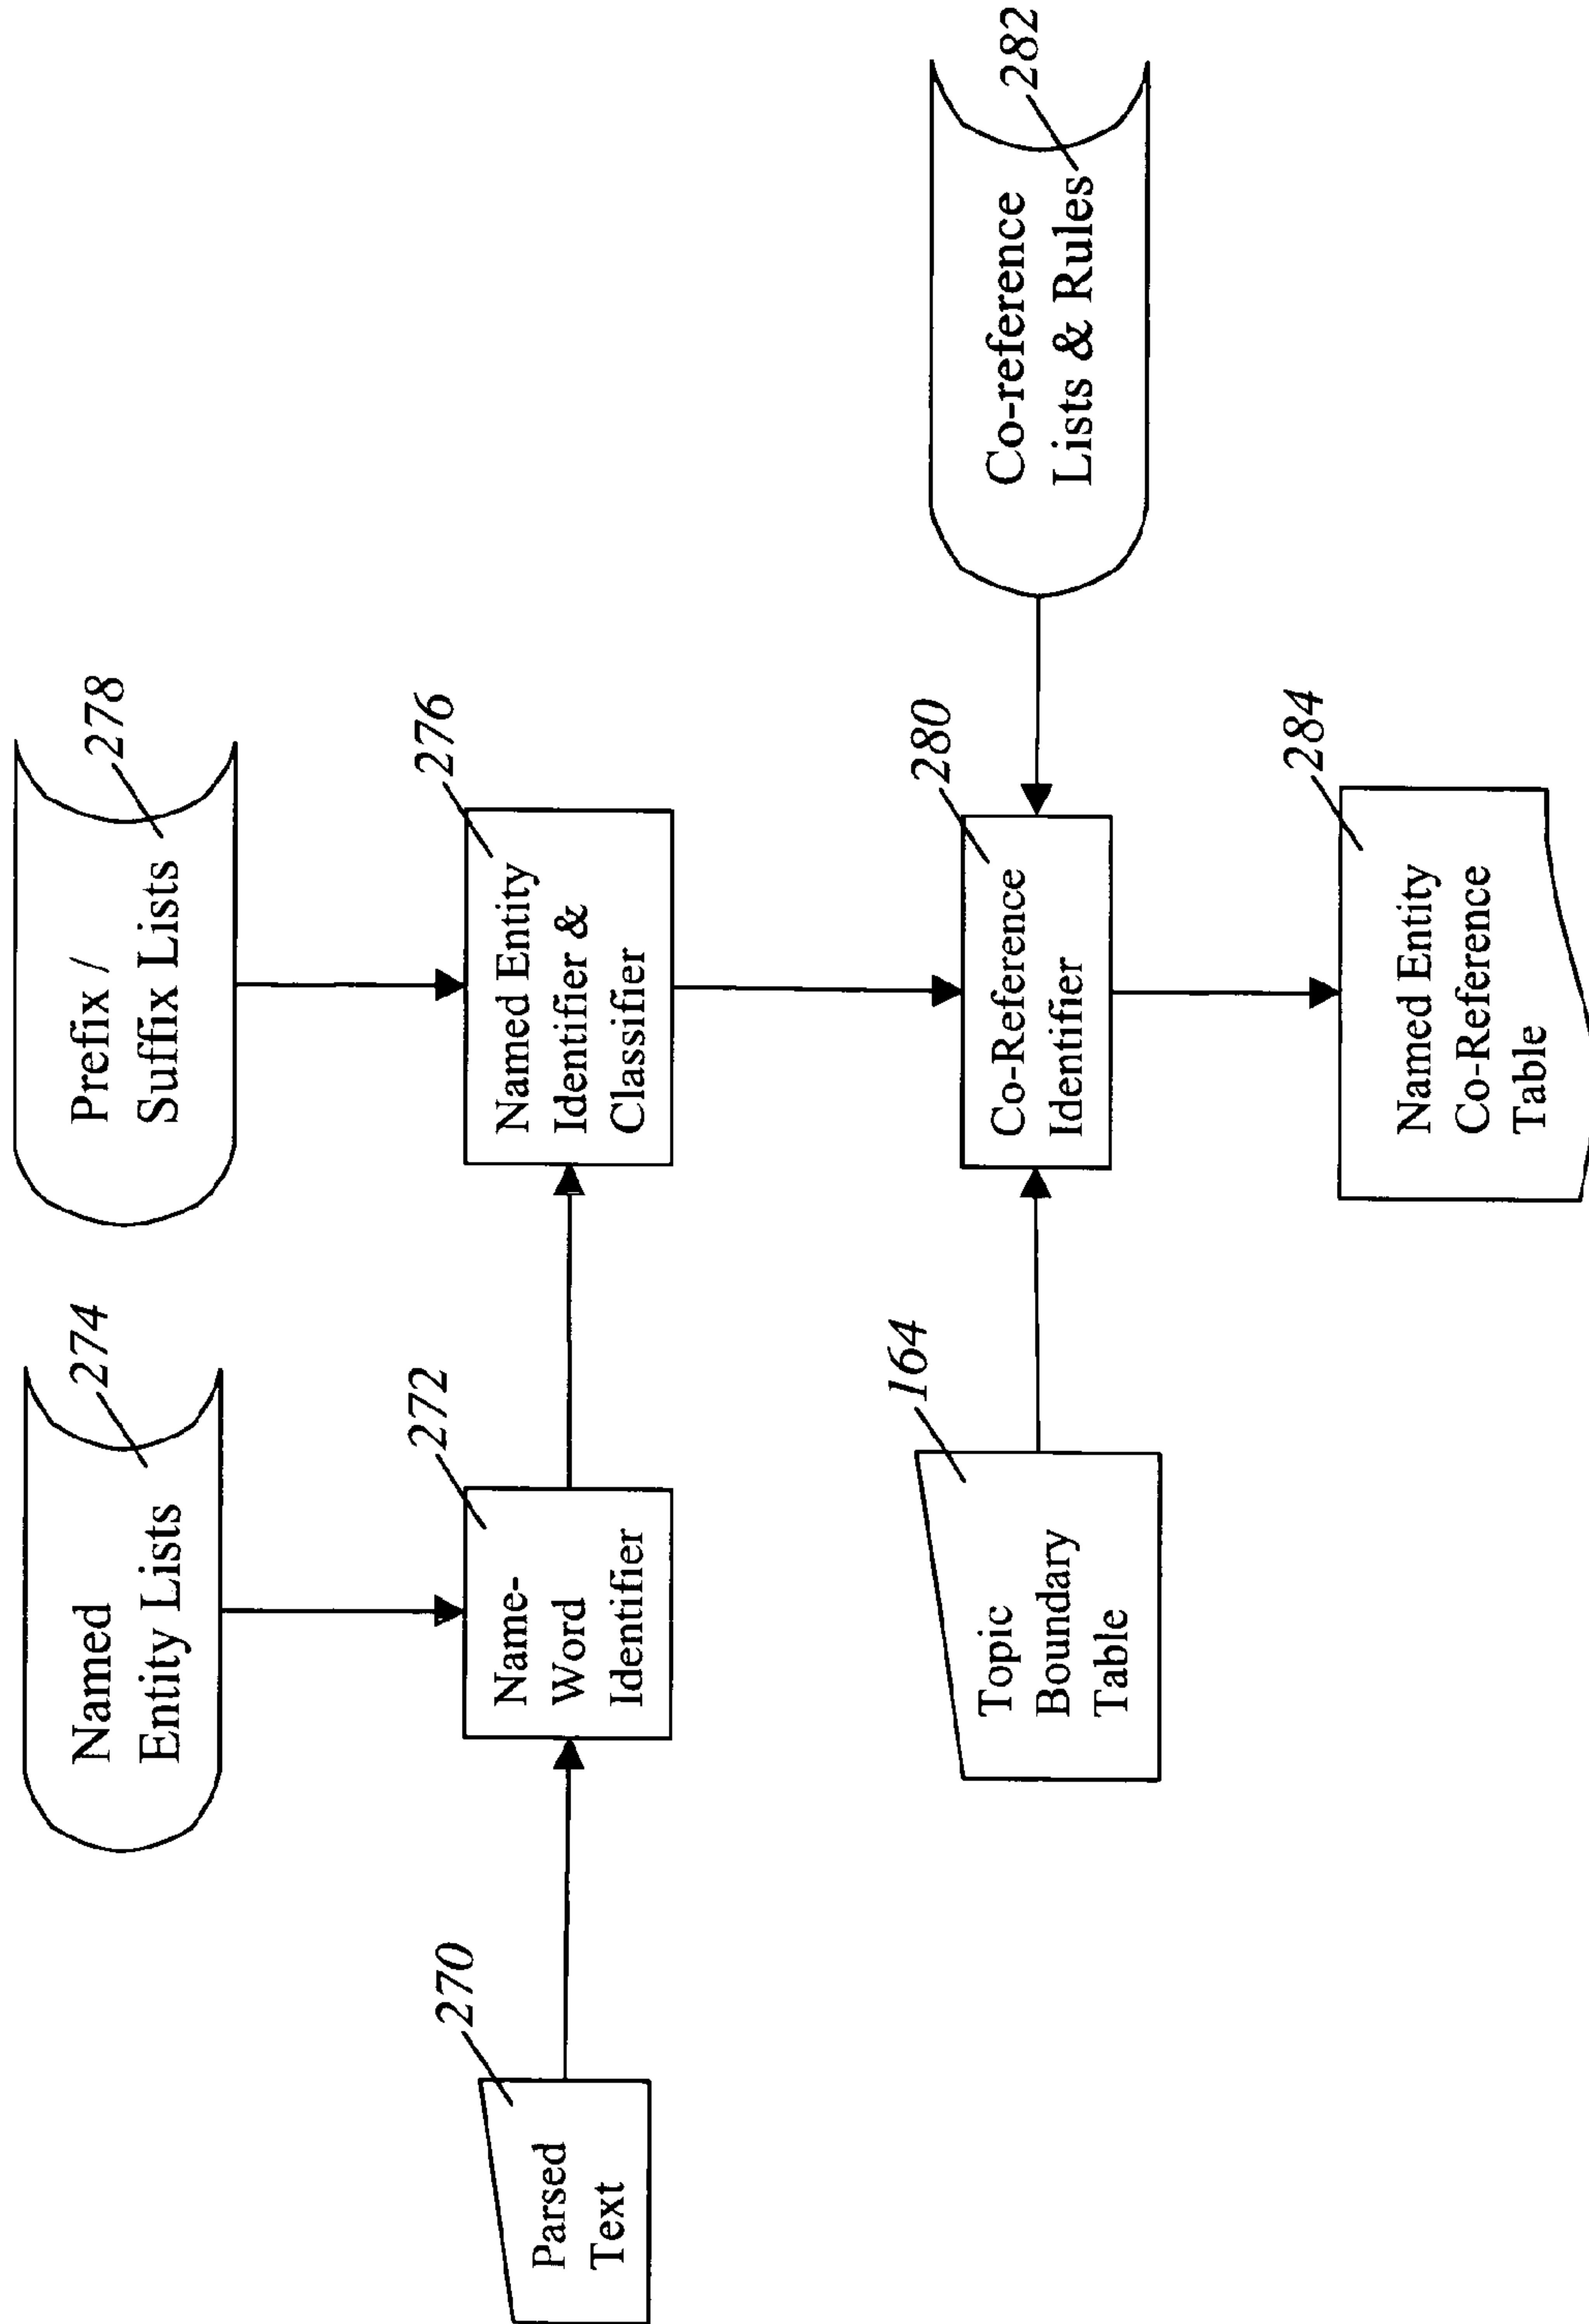 Named
Entity Lists
274
Prefix /
Suffix Lists
278
Parsed
Text
270
Name-
Word
Identifier
272
Named Entity
Identifier &
Classifier
276
Topic
Boundary
Table
164
Co-Reference
Identifier
280
Co-reference
Lists & Rules
282
Named Entity
Co-Reference
Table
284